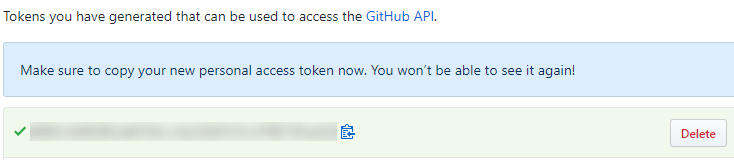 Tokens you have generated that can be used to access the GitHub API.
Make sure to copy your new personal access token now. You won't be able to see it again!
Delete